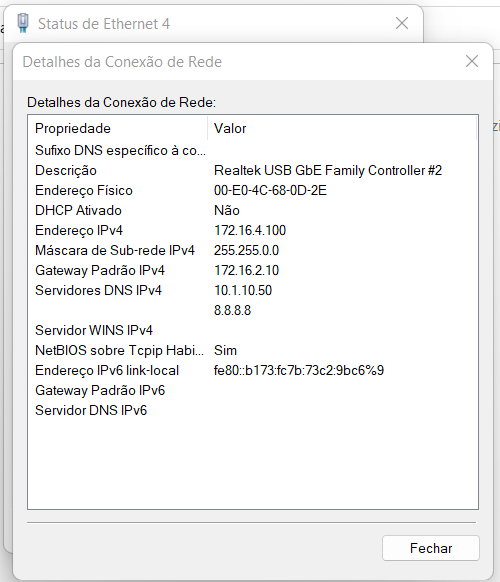 Status de Ethernet 4
Detalhes da Conexão de Rede
Detalhes da Conexão de Rede:
Propriedade Valor
Sufixo DNS específico à co...
Descrição Realtek USB GbE Family Controller #2
Endereço Físico 00-E0-4C-68-0D-2E
DHCP Ativado Não
Endereço IPv4 172.16.4.100
Máscara de Sub-rede IPv4 255.255.0.0
Gateway Padrão IPv4 172.16.2.10
Servidores DNS IPv4 10.1.10.50
8.8.8.8
Servidor WINS IPv4
NetBIOS sobre Tcpip Habi... Sim
Endereço IPv6 link-local fe80::b173:fc7b:73c2:9bc6%9
Gateway Padrão IPv6
Servidor DNS IPv6
Fechar